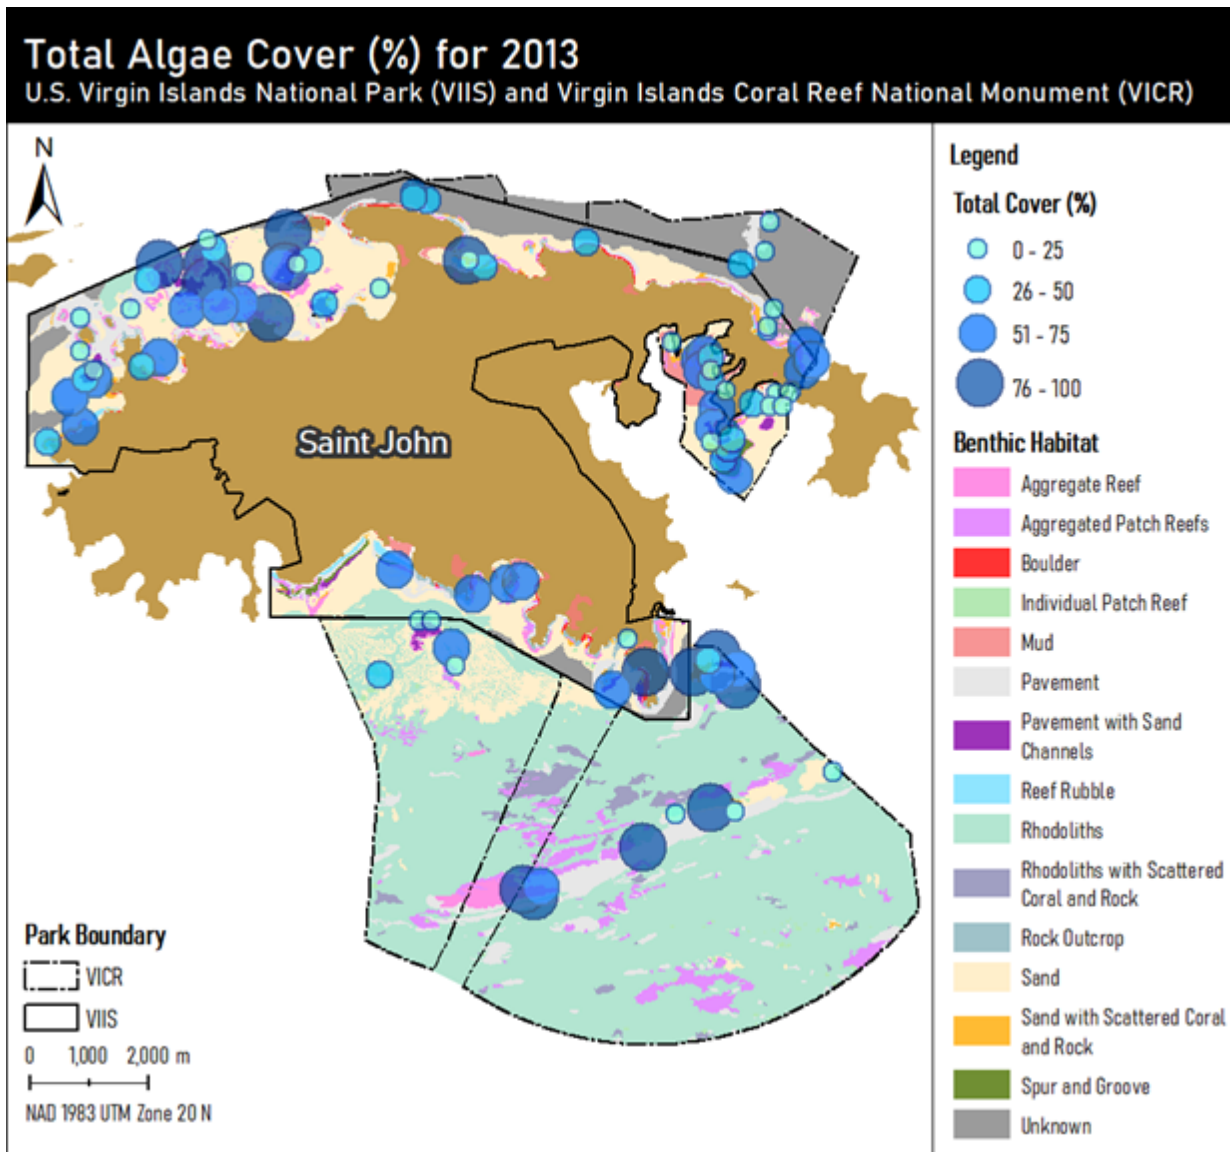 Total Algae Cover (%) for 2013
U.S. Virgin Islands National Park (VIIS) and Virgin Islands Coral Reef National Monument (VICR)
N
Saint John
Park Boundary
VICR
VIIS
0 1,000 2,000 m
NAD 1983 UTM Zone 20 N
Legend
Total Cover (%)
0 - 25
26 - 50
51 - 75
76 - 100
Benthic Habitat
Aggregate Reef
Aggregated Patch Reefs
Boulder
Individual Patch Reef
Mud
Pavement
Pavement with Sand
Channels
Reef Rubble
Rhodoliths
Rhodoliths with Scattered
Coral and Rock
Rock Outcrop
Sand
Sand with Scattered Coral
and Rock
Spur and Groove
Unknown